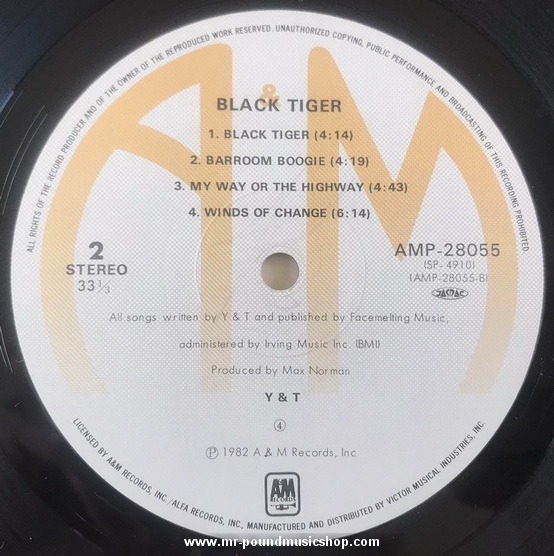 ALL RIGHTS OF THE RECORD PRODUCER AND OF THE OWNER OF THE REPRODUCED WORK RESERVED. UNAUTHORIZED COPYING, PUBLIC PERFORMANCE AND BROADCASTING OF THIS RECORDING PROHIBITED
A&M
BLACK TIGER
1. BLACK TIGER (4:14)
2. BARROOM BOOGIE (4:19)
3. MY WAY OR THE HIGHWAY (4:43)
4. WINDS OF CHANGE (6:14)
2
STEREO
33 1/3
AMP-28055
(SP-4910)
(AMP-28055-B)
JASRAC
All songs written by Y & T and published by Facemelting Music,
administered by Irving Music Inc. (BMI)
Produced by Max Norman
Y & T
④
Ⓟ 1982 A & M Records, Inc
A&M
RECORDS
LICENSED BY A&M RECORDS, INC./ALFA RECORDS, INC., MANUFACTURED AND DISTRIBUTED BY VICTOR MUSICAL INDUSTRIES, INC.
www.mr-poundmusicshop.com